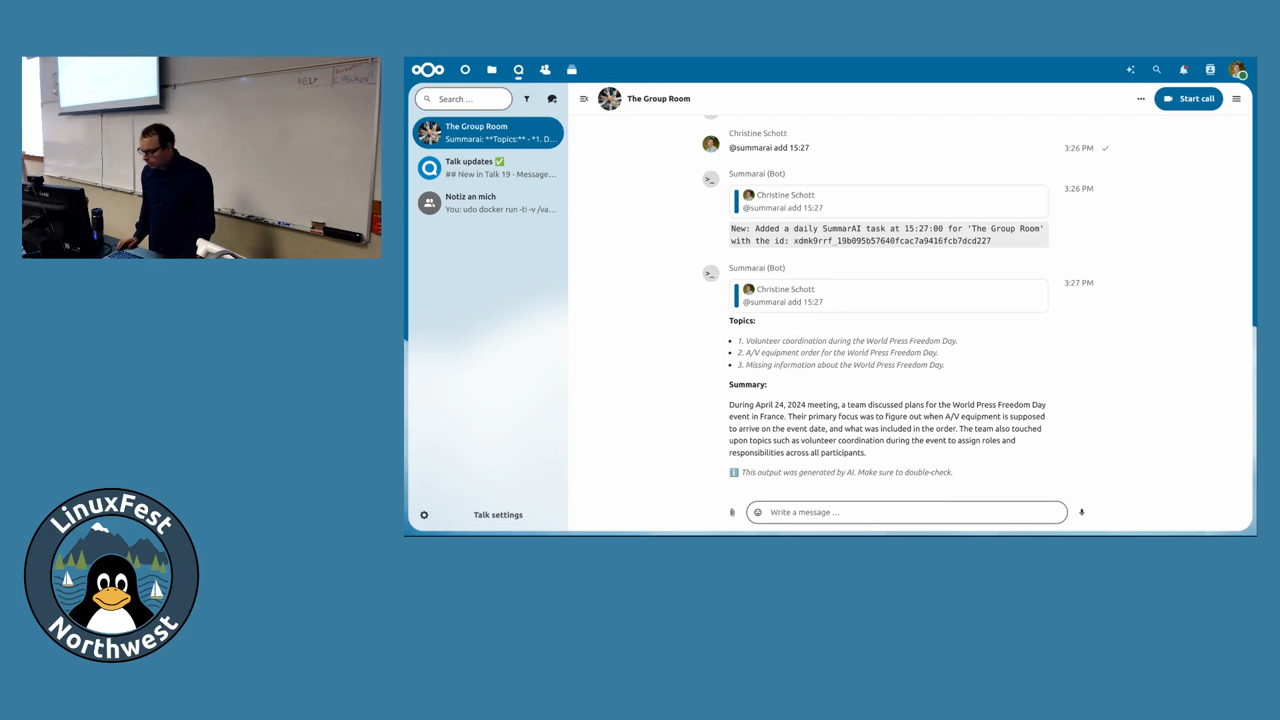 HELP
Search ...
The Group Room
Summarai: **Topics:** - *1. D...
Talk updates ✅
## New in Talk 19 - Message...
Notiz an mich
You: udo docker run -ti -v /va...
Talk settings
The Group Room
Start call
Christine Schott
@summarai add 15:27
3:26 PM
Summarai (Bot)
Christine Schott
@summarai add 15:27
3:26 PM
New: Added a daily SummarAI task at 15:27:00 for 'The Group Room'
with the id: xdmk9rrf_19b095b57640fcac7a9416fcb7dcd227
Summarai (Bot)
Christine Schott
@summarai add 15:27
3:27 PM
Topics:
• 1. Volunteer coordination during the World Press Freedom Day.
• 2. A/V equipment order for the World Press Freedom Day.
• 3. Missing information about the World Press Freedom Day.
Summary:
During April 24, 2024 meeting, a team discussed plans for the World Press Freedom Day
event in France. Their primary focus was to figure out when A/V equipment is supposed
to arrive on the event date, and what was included in the order. The team also touched
upon topics such as volunteer coordination during the event to assign roles and
responsibilities across all participants.
This output was generated by AI. Make sure to double-check.
Write a message ...
LinuxFest
Northwest